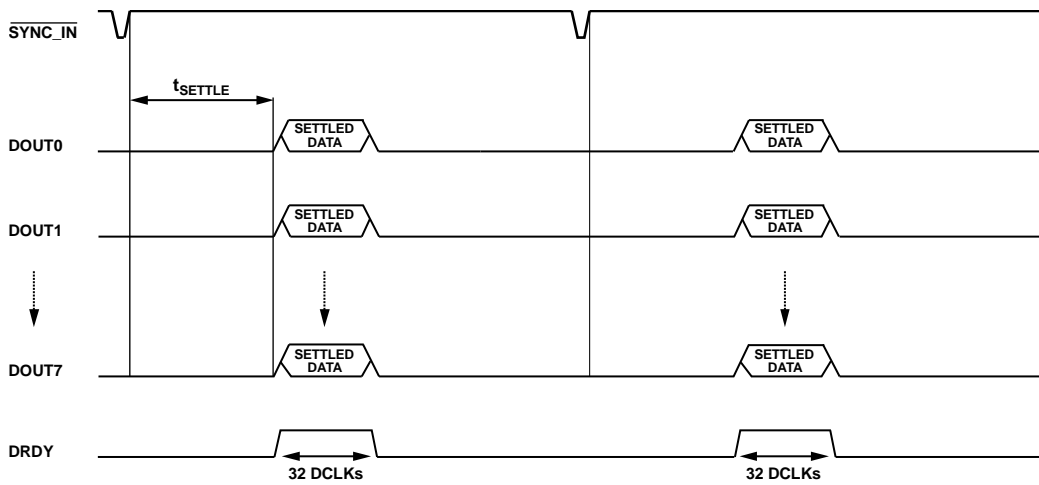 SYNC_IN
tSETTLE
DOUT0
SETTLED
DATA
SETTLED
DATA
DOUT1
SETTLED
DATA
SETTLED
DATA
DOUT7
SETTLED
DATA
SETTLED
DATA
DRDY
32 DCLKs
32 DCLKs